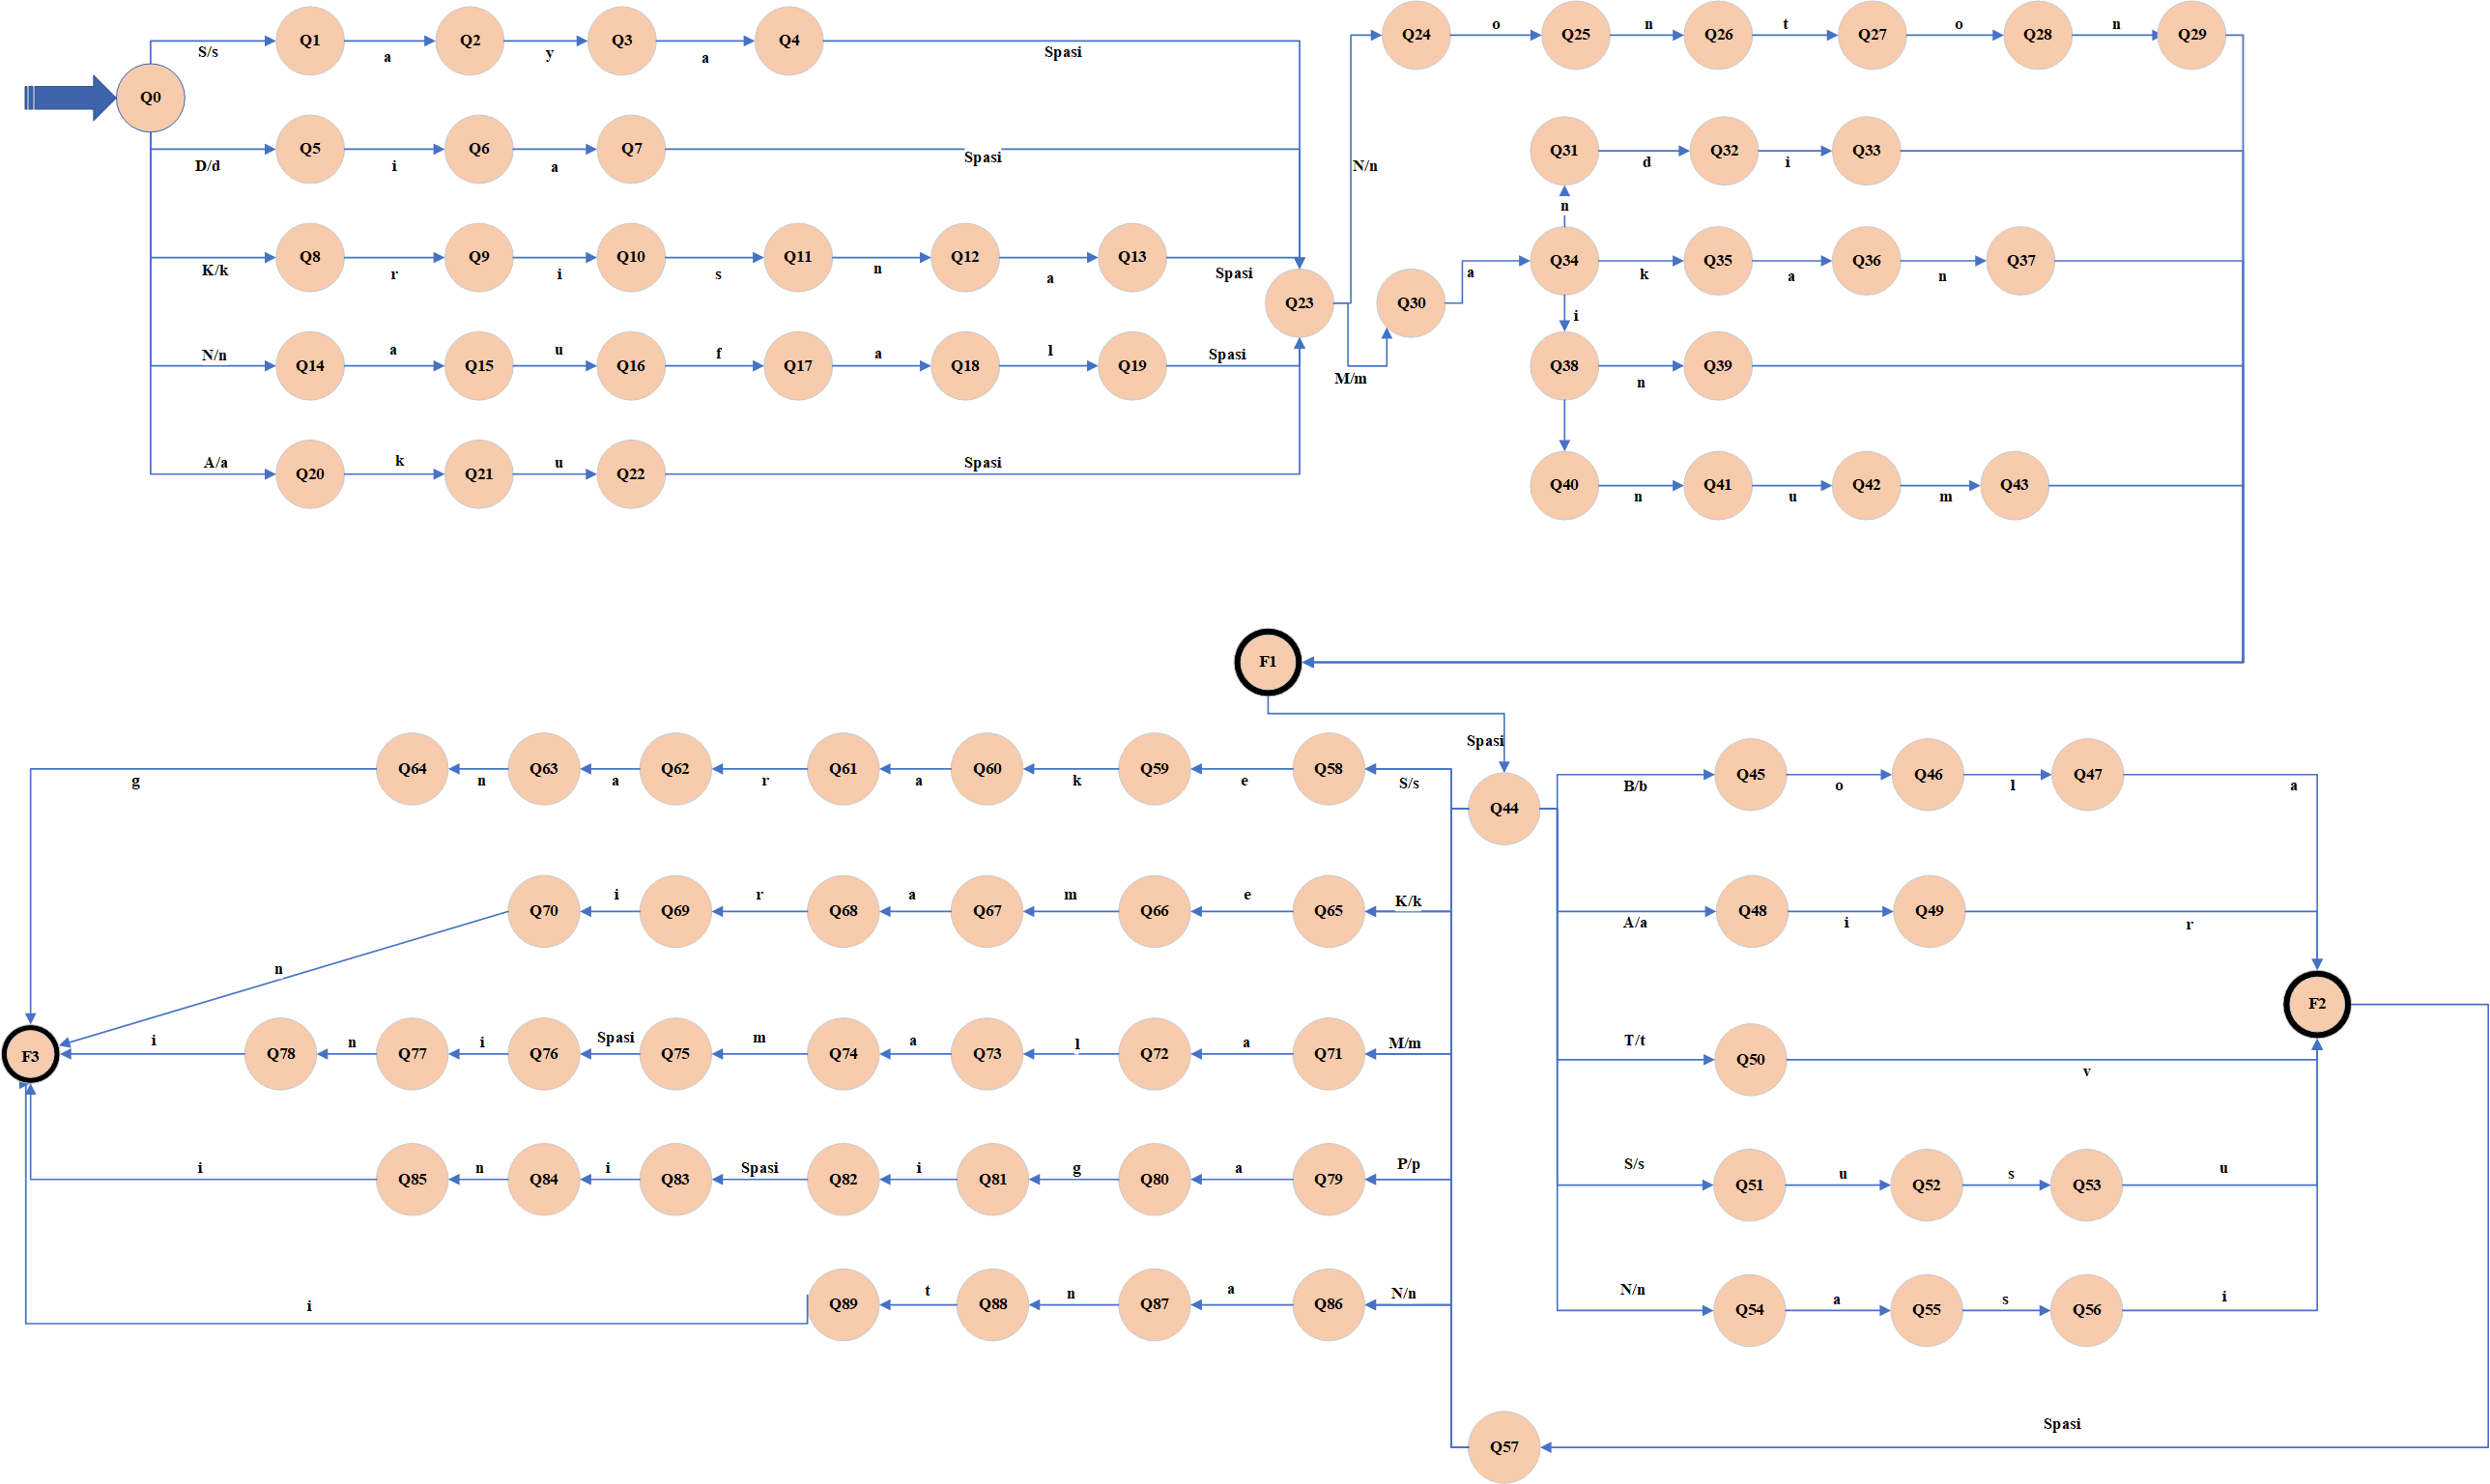 Q0
S/s Q1 a Q2 y Q3 a Q4 Spasi
D/d Q5 i Q6 a Q7 Spasi
K/k Q8 r Q9 i Q10 s Q11 n Q12 a Q13 Spasi
N/n Q14 a Q15 u Q16 f Q17 a Q18 l Q19 Spasi
A/a Q20 k Q21 u Q22 Spasi
Q23
N/n Q24 o Q25 n Q26 t Q27 o Q28 n Q29
M/m Q30 a Q34
n Q31 d Q32 i Q33
k Q35 a Q36 n Q37
i Q38 n Q39
Q40 n Q41 u Q42 m Q43
F1
Spasi
Q44
g Q64 n Q63 a Q62 r Q61 a Q60 k Q59 e Q58 S/s
n Q70 i Q69 r Q68 a Q67 m Q66 e Q65 K/k
F3 i Q78 n Q77 i Q76 Spasi Q75 m Q74 a Q73 l Q72 a Q71 M/m
i Q85 n Q84 i Q83 Spasi Q82 i Q81 g Q80 a Q79 P/p
i Q89 t Q88 n Q87 a Q86 N/n
B/b Q45 o Q46 l Q47 a
A/a Q48 i Q49 r
F2
T/t Q50 v
S/s Q51 u Q52 s Q53 u
N/n Q54 a Q55 s Q56 i
Q57 Spasi